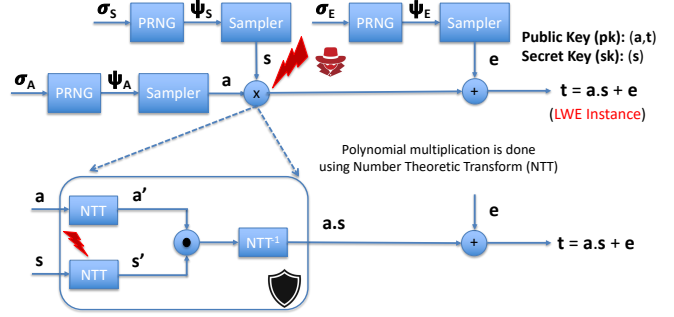 σS PRNG ΨS Sampler σE PRNG ΨE Sampler
Public Key (pk): (a,t)
Secret Key (sk): (s)
s e
σA PRNG ΨA Sampler a x + t = a.s + e
(LWE Instance)
Polynomial multiplication is done
using Number Theoretic Transform (NTT)
a NTT a’
e
NTT⁻¹ a.s + t = a.s + e
s NTT s’